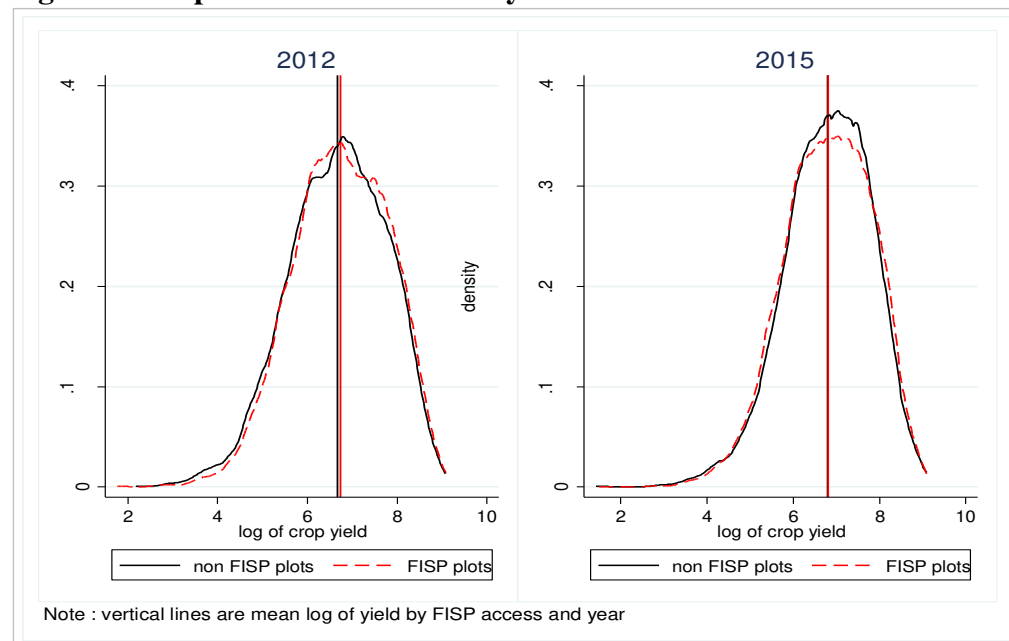 2012
2015
.4
.3
.2
.1
0
2 4 6 8 10
log of crop yield
non FISP plots FISP plots
density
.4
.3
.2
.1
0
2 4 6 8 10
log of crop yield
non FISP plots FISP plots
Note : vertical lines are mean log of yield by FISP access and year